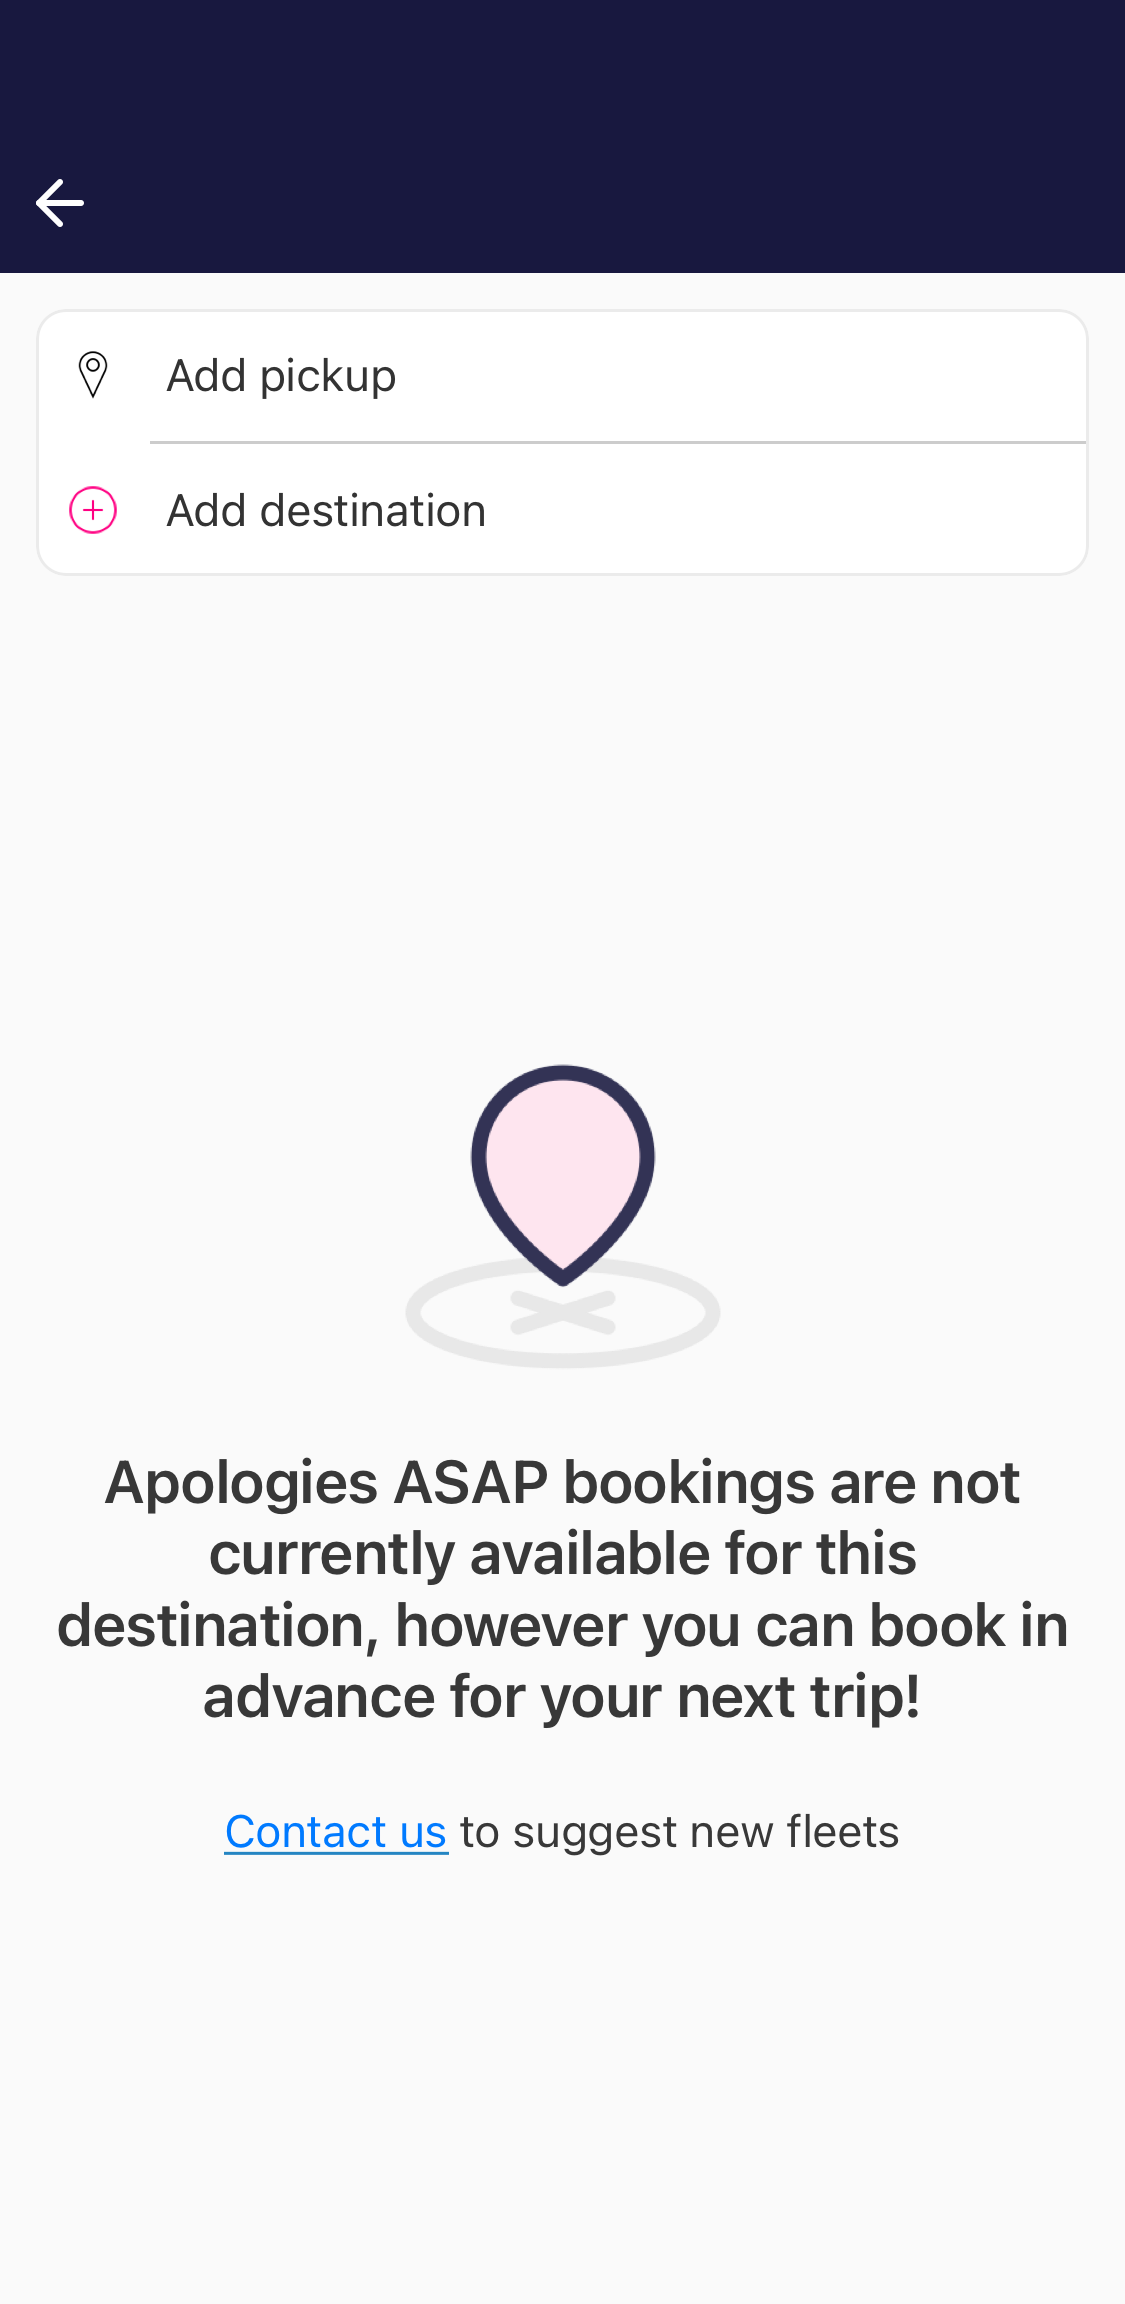 Add pickup
Add destination
Apologies ASAP bookings are not
currently available for this
destination, however you can book in
advance for your next trip!
Contact us to suggest new fleets